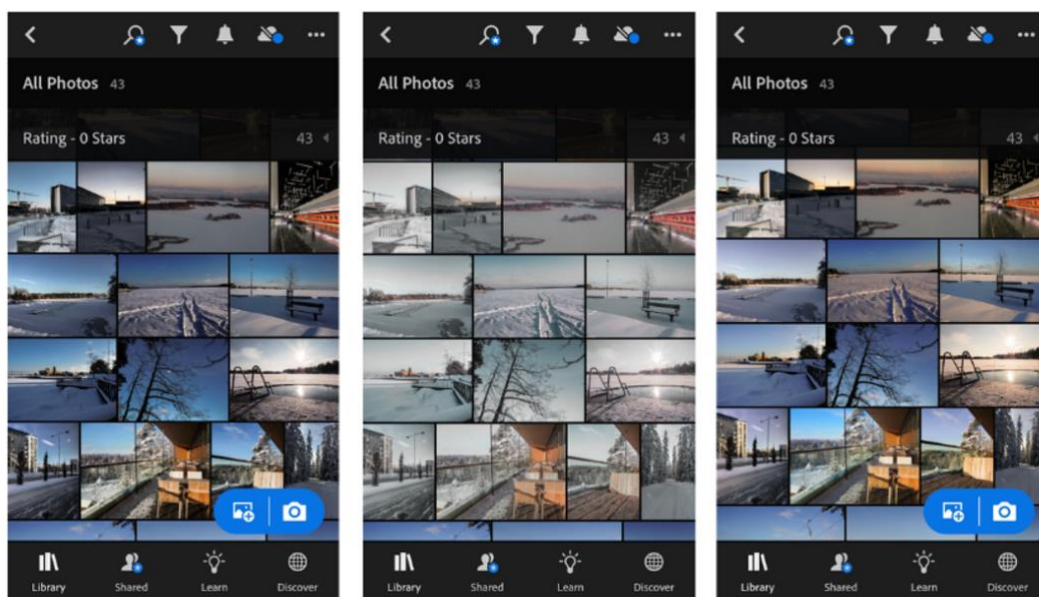 All Photos 43
Rating - 0 Stars 43
Library Shared Learn Discover
All Photos 43
Rating - 0 Stars 43
Library Shared Learn Discover
All Photos 43
Rating - 0 Stars 43
Library Shared Learn Discover